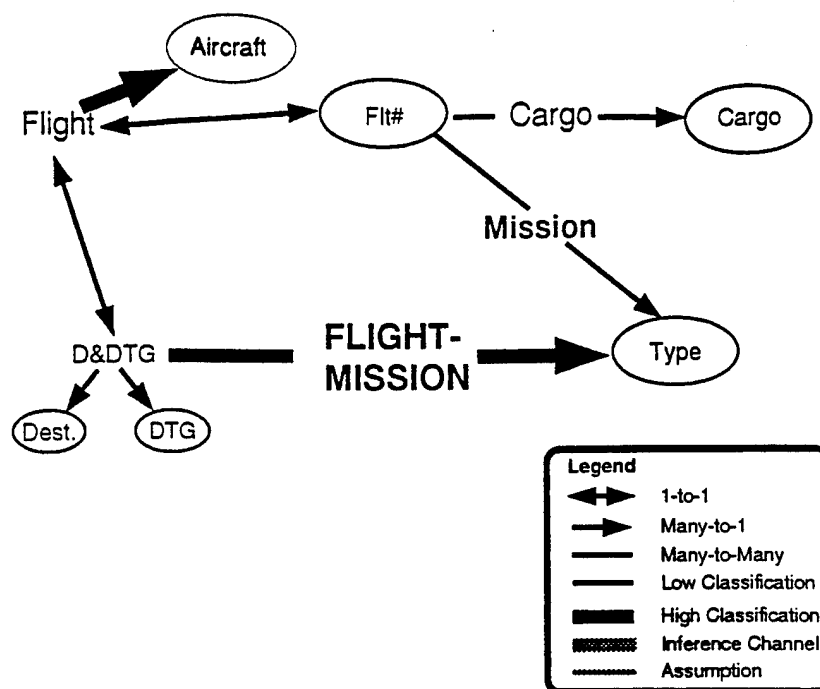 Aircraft
Flight
Flt#
Cargo
Cargo
Mission
D&DTG
FLIGHT-
MISSION
Type
Dest.
DTG
Legend
1-to-1
Many-to-1
Many-to-Many
Low Classification
High Classification
Inference Channel
Assumption